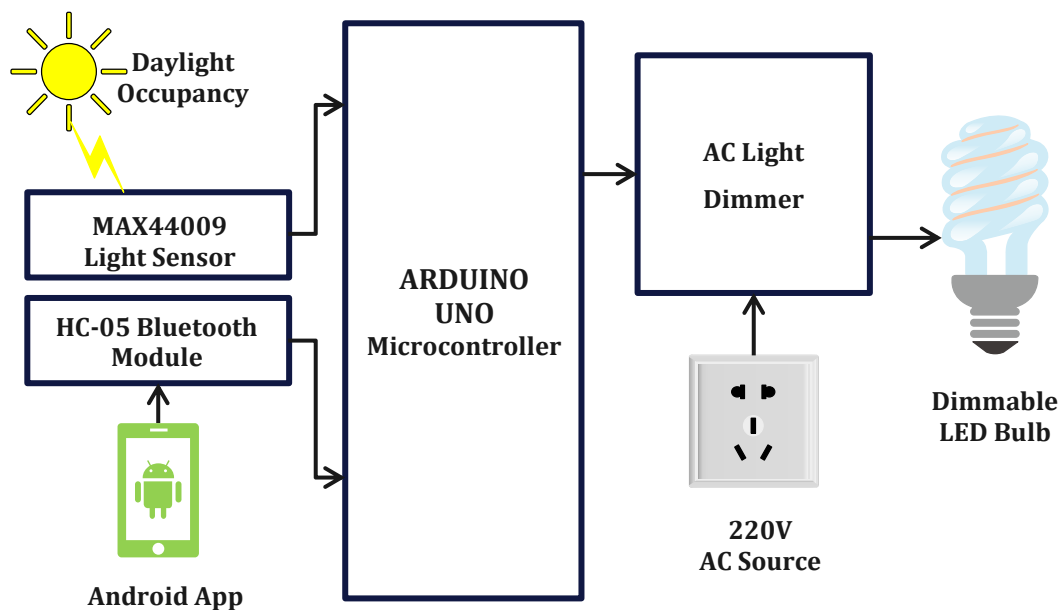 Daylight
Occupancy
MAX44009
Light Sensor
HC-05 Bluetooth
Module
Android App
ARDUINO
UNO
Microcontroller
AC Light
Dimmer
220V
AC Source
Dimmable
LED Bulb